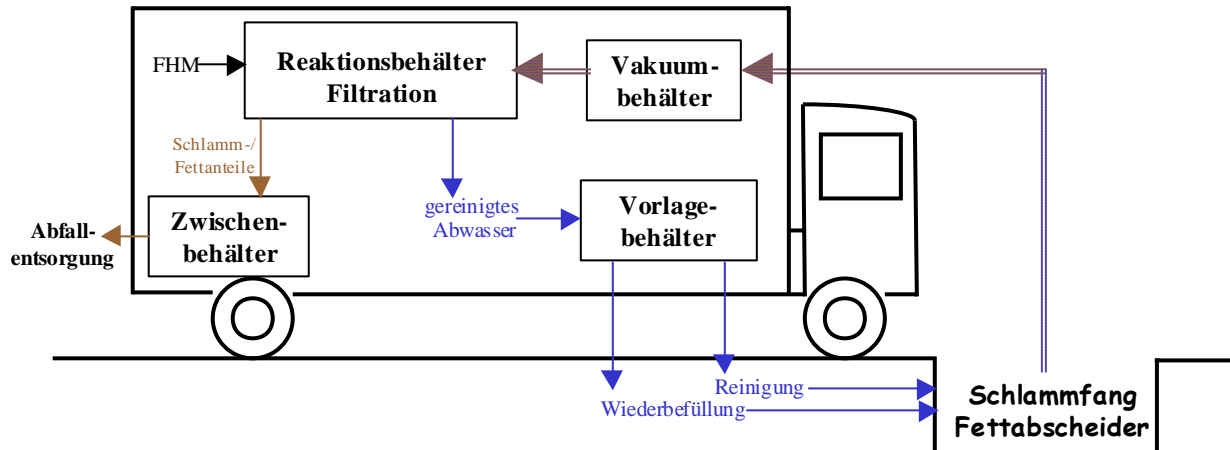 FHM
Reaktionsbehälter
Filtration
Vakuum-
behälter
Schlamm-/
Fettanteile
gereinigtes
Abwasser
Vorlage-
behälter
Zwischen-
behälter
Abfall-
entsorgung
Reinigung
Wiederbefüllung
Schlammfang
Fettabscheider